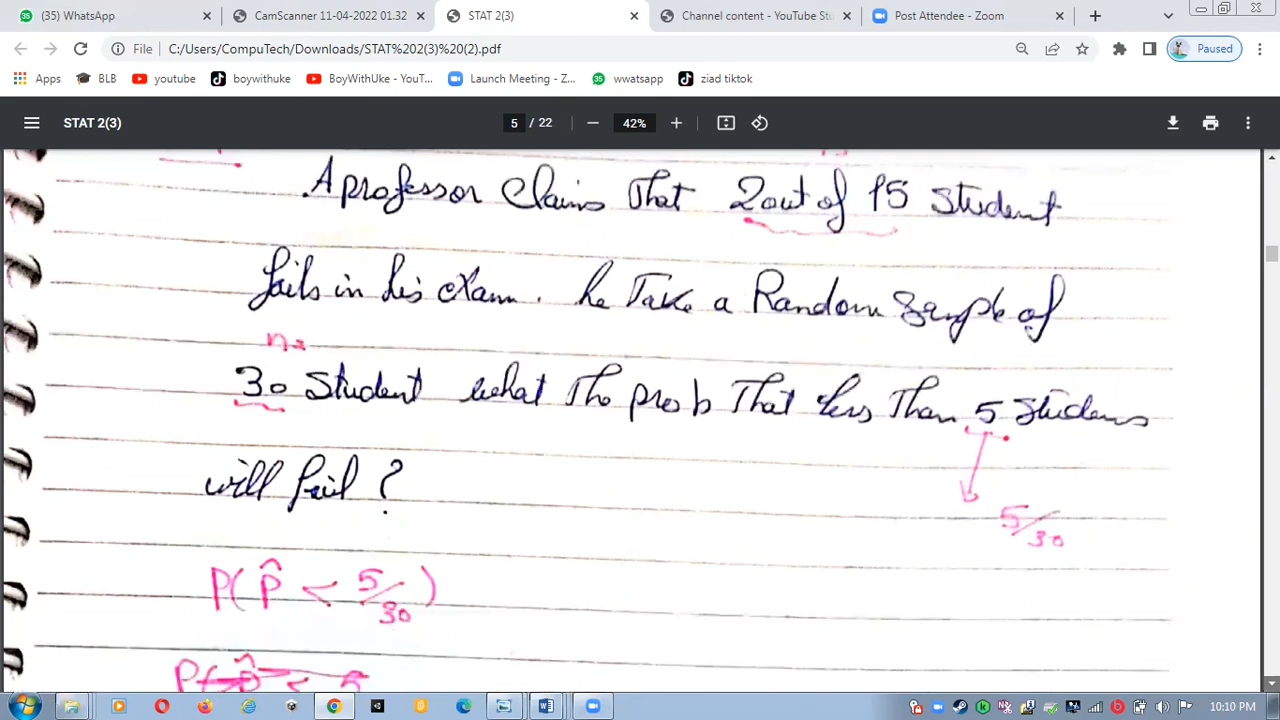 (35) WhatsApp
CamScanner 11-04-2022 01.32
STAT 2(3)
Channel content - YouTube Stu
Post Attendee - Zoom
File
C:/Users/CompuTech/Downloads/STAT%202(3)%20(2).pdf
Paused
Apps
BLB
youtube
boywithuke
BoyWithUke - YouT...
Launch Meeting - Z...
wwatsapp
ziad tiktok
STAT 2(3)
5 / 22
42%
A professor Claims That 2 out of 15 student
fails in his exam. he Take a Random sample of
n=
30 Student what The prob That less Than 5 students
will fail?
5/30
P( p̂ < 5/30 )
10:10 PM